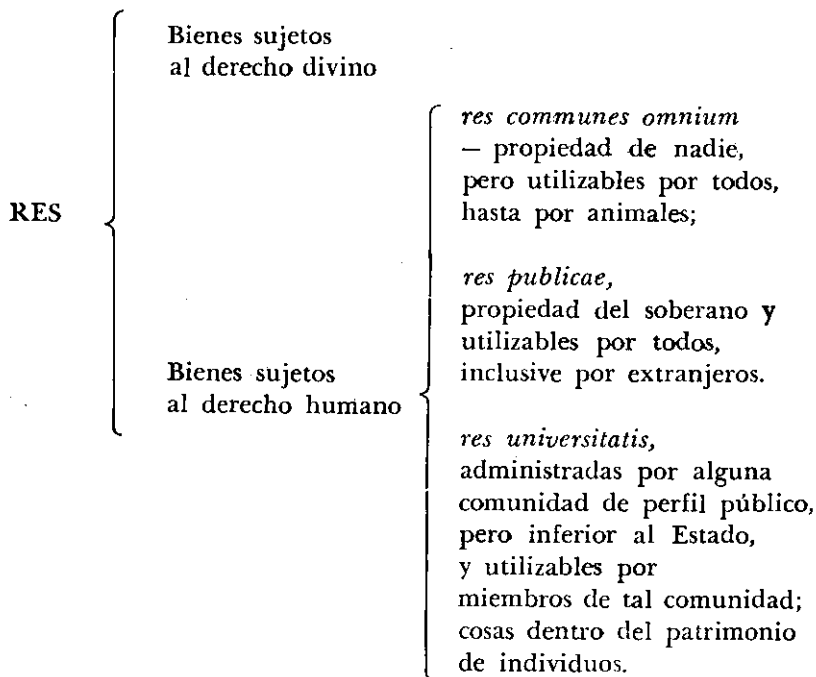 Bienes sujetos
al derecho divino
RES
Bienes sujetos
al derecho humano
res communes omnium
— propiedad de nadie,
pero utilizables por todos,
hasta por animales;
res publicae,
propiedad del soberano y
utilizables por todos,
inclusive por extranjeros.
res universitatis,
administradas por alguna
comunidad de perfil público,
pero inferior al Estado,
y utilizables por
miembros de tal comunidad;
cosas dentro del patrimonio
de individuos.